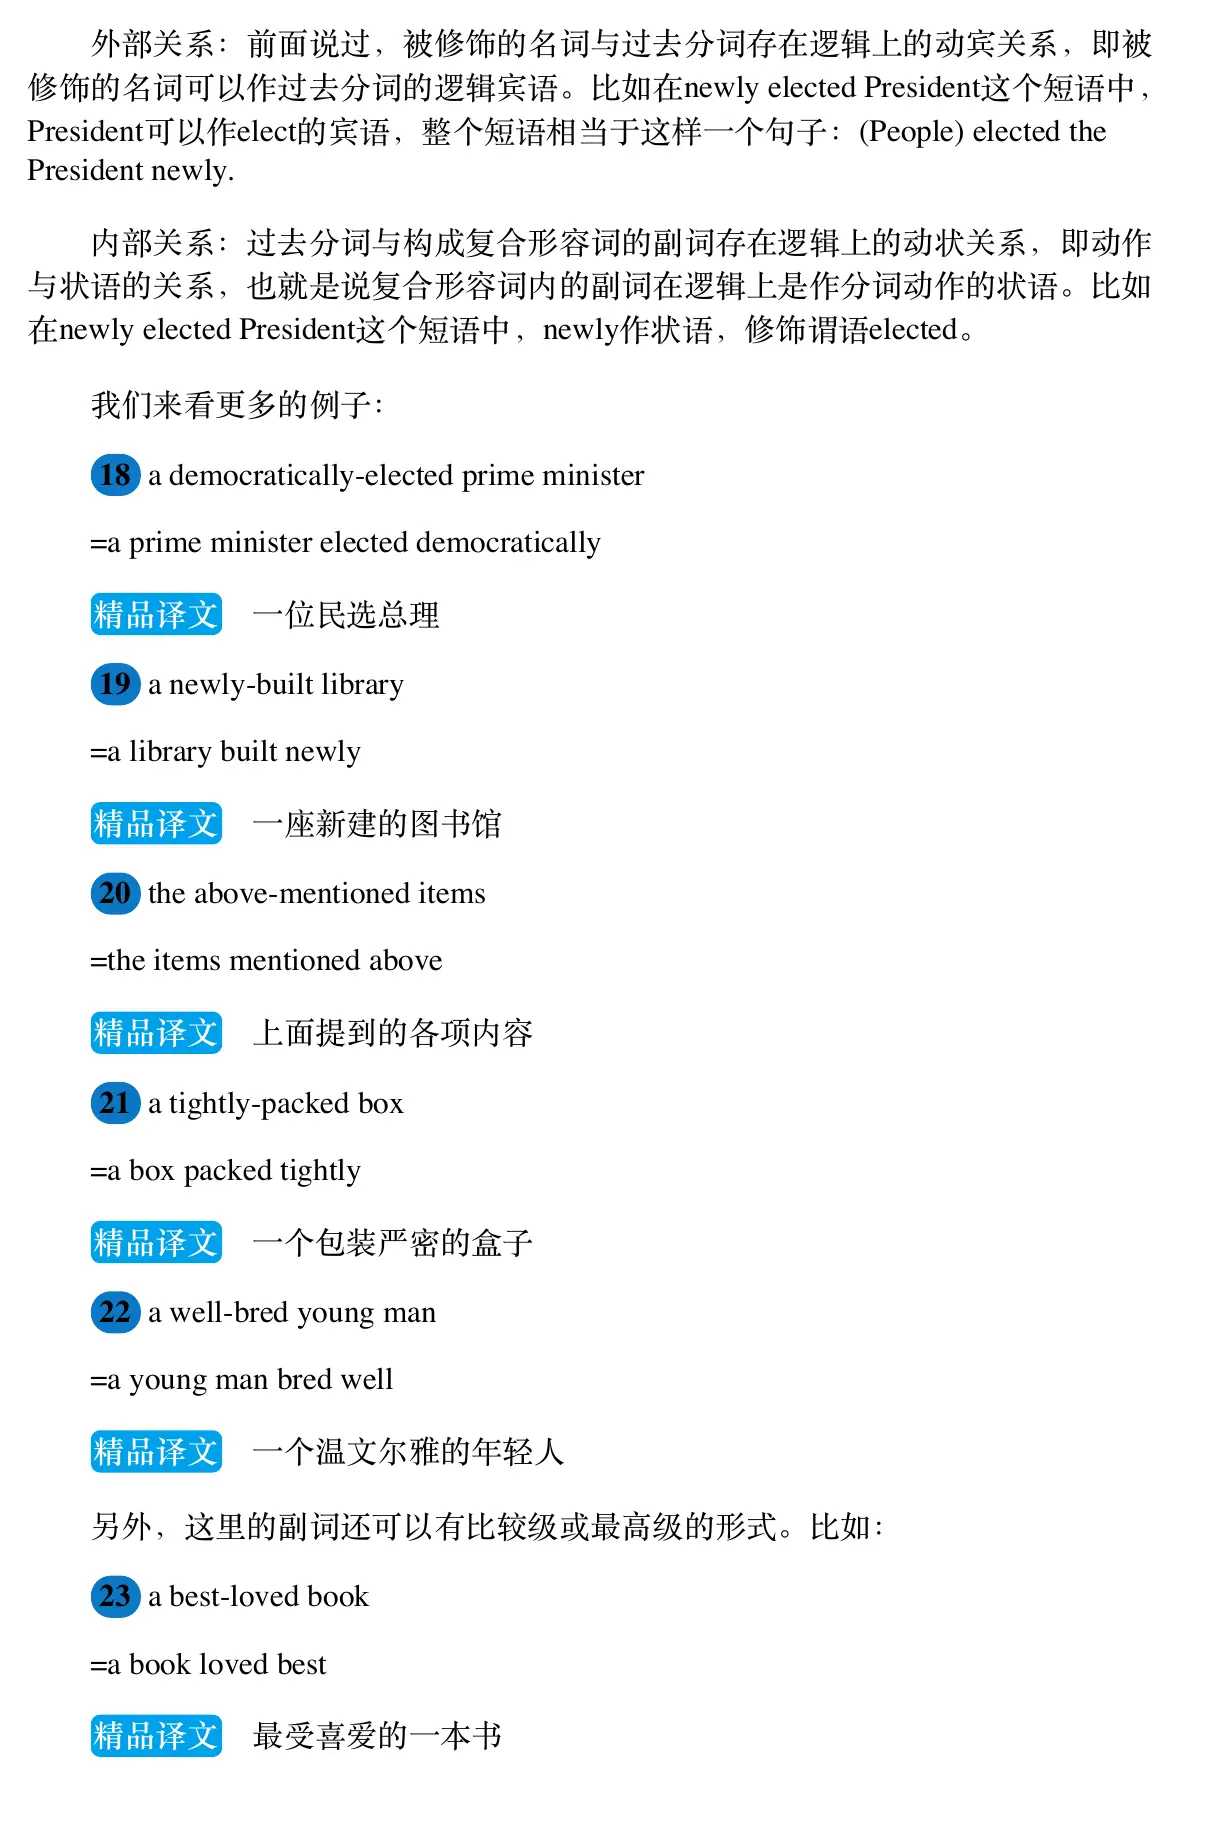 外部关系：前面说过，被修饰的名词与过去分词存在逻辑上的动宾关系，即被
修饰的名词可以作过去分词的逻辑宾语。比如在newly elected President这个短语中，
President可以作elect的宾语，整个短语相当于这样一个句子：(People) elected the
President newly.
内部关系：过去分词与构成复合形容词的副词存在逻辑上的动状关系，即动作
与状语的关系，也就是说复合形容词内的副词在逻辑上是作分词动作的状语。比如
在newly elected President这个短语中，newly作状语，修饰谓语elected。
我们来看更多的例子：
18 a democratically-elected prime minister
=a prime minister elected democratically
精品译文 一位民选总理
19 a newly-built library
=a library built newly
精品译文 一座新建的图书馆
20 the above-mentioned items
=the items mentioned above
精品译文 上面提到的各项内容
21 a tightly-packed box
=a box packed tightly
精品译文 一个包装严密的盒子
22 a well-bred young man
=a young man bred well
精品译文 一个温文尔雅的年轻人
另外，这里的副词还可以有比较级或最高级的形式。比如：
23 a best-loved book
=a book loved best
精品译文 最受喜爱的一本书